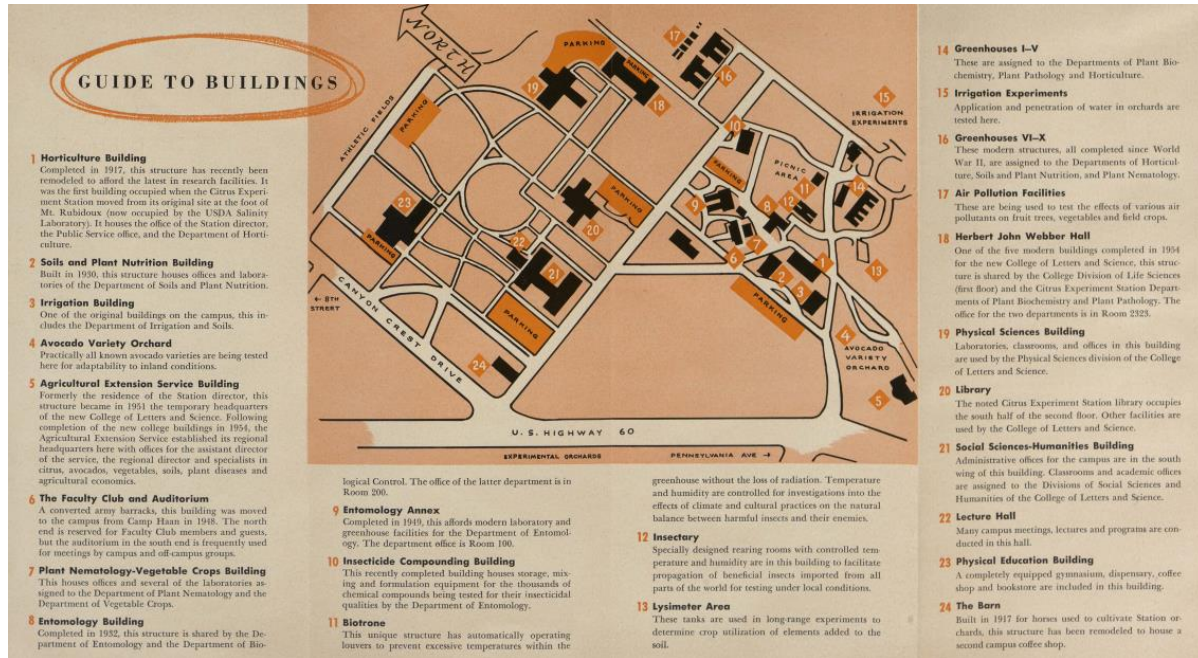 GUIDE TO BUILDINGS
1 Horticulture Building
Completed in 1917, this structure has recently been
remodeled to afford the latest in research facilities. It
was the first building occupied when the Citrus Experi-
ment Station moved from its original site at the foot of
Mt. Rubidoux (now occupied by the USDA Salinity
Laboratory). It houses the office of the Station director,
the Public Service office, and the Department of Horti-
culture.
2 Soils and Plant Nutrition Building
Built in 1930, this structure houses offices and labora-
tories of the Department of Soils and Plant Nutrition.
3 Irrigation Building
One of the original buildings on the campus, this in-
cludes the Department of Irrigation and Soils.
4 Avocado Variety Orchard
Practically all known avocado varieties are being tested
here for adaptability to inland conditions.
5 Agricultural Extension Service Building
Formerly the residence of the Station director, this
structure became in 1951 the temporary headquarters
of the new College of Letters and Science. Following
completion of the new college buildings in 1954, the
Agricultural Extension Service established its regional
headquarters here with offices for the assistant director
of the service, the regional director and specialists in
citrus, avocados, vegetables, soils, plant diseases and
agricultural economics.
6 The Faculty Club and Auditorium
A converted army barracks, this building was moved
to the campus from Camp Haan in 1948. The north
end is reserved for Faculty Club members and guests,
but the auditorium in the south end is frequently used
for meetings by campus and off-campus groups.
7 Plant Nematology-Vegetable Crops Building
This houses offices and several of the laboratories as-
signed to the Department of Plant Nematology and the
Department of Vegetable Crops.
8 Entomology Building
Completed in 1932, this structure is shared by the De-
partment of Entomology and the Department of Bio-
NORTH
PARKING
PARKING
17
16
19
18
ATHLETIC FIELDS
PARKING
15
IRRIGATION
EXPERIMENTS
10
PICNIC
AREA
PARKING
11
14
12
23
PARKING
9
8
20
22
7
PARKING
6
1
21
2
13
3
← 8TH
STREET
CANYON CREST DRIVE
PARKING
PARKING
4
AVOCADO
VARIETY
ORCHARD
24
5
U.S. HIGHWAY 60
EXPERIMENTAL ORCHARDS
PENNSYLVANIA AVE →
logical Control. The office of the latter department is in
Room 200.
9 Entomology Annex
Completed in 1949, this affords modern laboratory and
greenhouse facilities for the Department of Entomol-
ogy. The department office is Room 100.
10 Insecticide Compounding Building
This recently completed building houses storage, mix-
ing and formulation equipment for the thousands of
chemical compounds being tested for their insecticidal
qualities by the Department of Entomology.
11 Biotrone
This unique structure has automatically operating
louvers to prevent excessive temperatures within the
greenhouse without the loss of radiation. Temperature
and humidity are controlled for investigations into the
effects of climate and cultural practices on the natural
balance between harmful insects and their enemies.
12 Insectary
Specially designed rearing rooms with controlled tem-
perature and humidity are in this building to facilitate
propagation of beneficial insects imported from all
parts of the world for testing under local conditions.
13 Lysimeter Area
These tanks are used in long-range experiments to
determine crop utilization of elements added to the
soil.
14 Greenhouses I–V
These are assigned to the Departments of Plant Bio-
chemistry, Plant Pathology and Horticulture.
15 Irrigation Experiments
Application and penetration of water in orchards are
tested here.
16 Greenhouses VI–X
These modern structures, all completed since World
War II, are assigned to the Departments of Horticul-
ture, Soils and Plant Nutrition, and Plant Nematology.
17 Air Pollution Facilities
These are being used to test the effects of various air
pollutants on fruit trees, vegetables and field crops.
18 Herbert John Webber Hall
One of the five modern buildings completed in 1954
for the new College of Letters and Science, this struc-
ture is shared by the College Division of Life Sciences
(first floor) and the Citrus Experiment Station Depart-
ments of Plant Biochemistry and Plant Pathology. The
office for the two departments is in Room 2323.
19 Physical Sciences Building
Laboratories, classrooms, and offices in this building
are used by the Physical Sciences division of the College
of Letters and Science.
20 Library
The noted Citrus Experiment Station library occupies
the south half of the second floor. Other facilities are
used by the College of Letters and Science.
21 Social Sciences-Humanities Building
Administrative offices for the campus are in the south
wing of this building. Classrooms and academic offices
are assigned to the Divisions of Social Sciences and
Humanities of the College of Letters and Science.
22 Lecture Hall
Many campus meetings, lectures and programs are con-
ducted in this hall.
23 Physical Education Building
A completely equipped gymnasium, dispensary, coffee
shop and bookstore are included in this building.
24 The Barn
Built in 1917 for horses used to cultivate Station or-
chards, this structure has been remodeled to house a
second campus coffee shop.